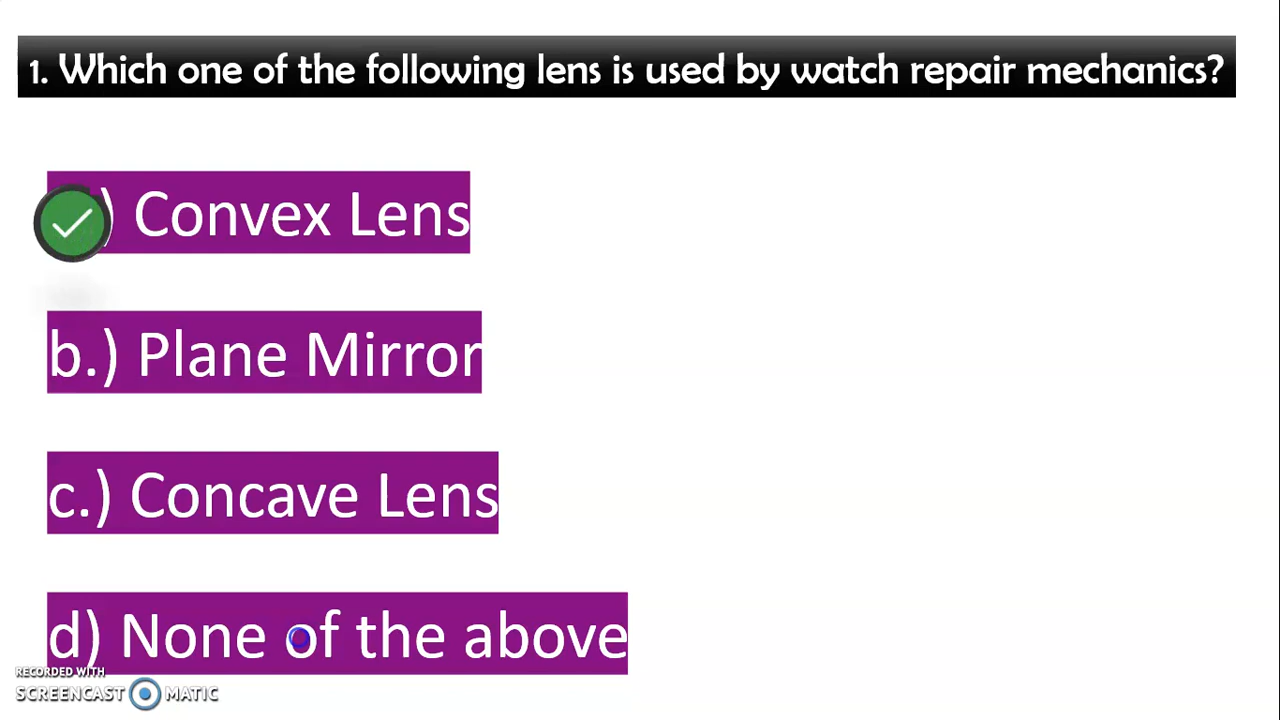 1. Which one of the following lens is used by watch repair mechanics?
) Convex Lens
b.) Plane Mirror
c.) Concave Lens
d) None of the above
RECORDED WITH
SCREENCAST MATIC